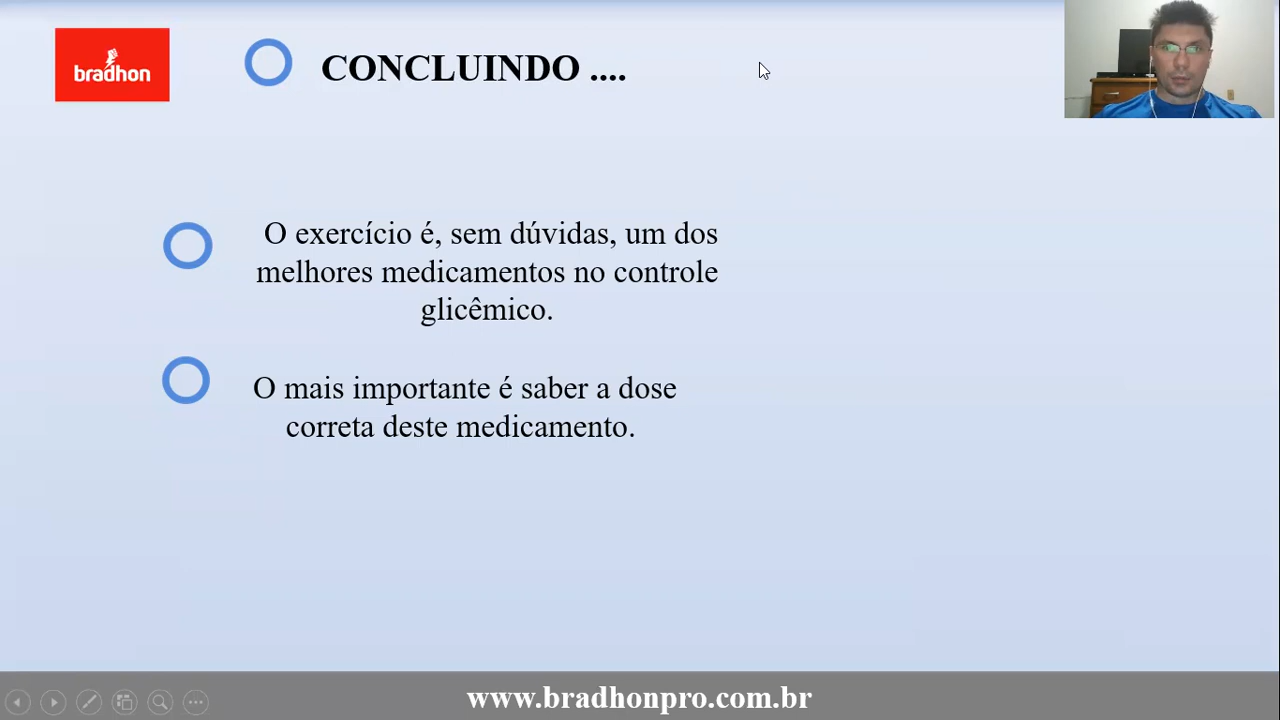 bradhon
CONCLUINDO ....
O exercício é, sem dúvidas, um dos
melhores medicamentos no controle
glicêmico.
O mais importante é saber a dose
correta deste medicamento.
www.bradhonpro.com.br